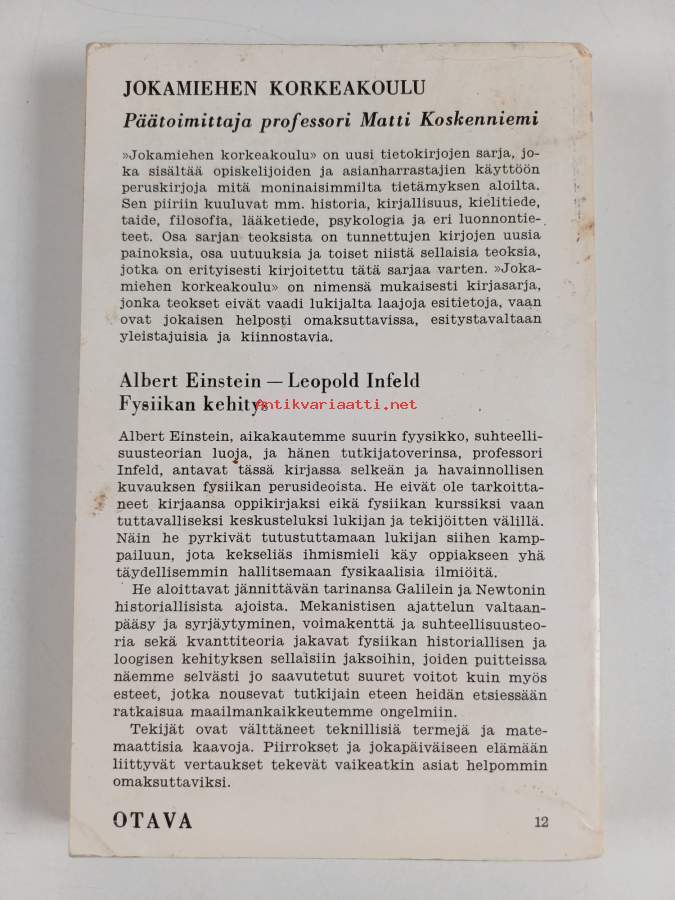 JOKAMIEHEN KORKEAKOULU
Päätoimittaja professori Matti Koskenniemi
»Jokamiehen korkeakoulu» on uusi tietokirjojen sarja, jo-
ka sisältää opiskelijoiden ja asianharrastajien käyttöön
peruskirjoja mitä moninaisimmilta tietämyksen aloilta.
Sen piiriin kuuluvat mm. historia, kirjallisuus, kielitiede,
taide, filosofia, lääketiede, psykologia ja eri luonnontie-
teet. Osa sarjan teoksista on tunnettujen kirjojen uusia
painoksia, osa uutuuksia ja toiset niistä sellaisia teoksia,
jotka on erityisesti kirjoitettu tätä sarjaa varten. »Joka-
miehen korkeakoulu» on nimensä mukaisesti kirjasarja,
jonka teokset eivät vaadi lukijalta laajoja esitietoja, vaan
ovat jokaisen helposti omaksuttavissa, esitystavaltaan
yleistajuisia ja kiinnostavia.
Albert Einstein — Leopold Infeld
Fysiikan kehitys
Antikvariaatti.net
Albert Einstein, aikakautemme suurin fyysikko, suhteelli-
suusteorian luoja, ja hänen tutkijatoverinsa, professori
Infeld, antavat tässä kirjassa selkeän ja havainnollisen
kuvauksen fysiikan perusideoista. He eivät ole tarkoitta-
neet kirjaansa oppikirjaksi eikä fysiikan kurssiksi vaan
tuttavalliseksi keskusteluksi lukijan ja tekijöitten välillä.
Näin he pyrkivät tutustuttamaan lukijan siihen kamp-
pailuun, jota kekseliäs ihmismieli käy oppiakseen yhä
täydellisemmin hallitsemaan fysikaalisia ilmiöitä.
He aloittavat jännittävän tarinansa Galilein ja Newtonin
historiallisista ajoista. Mekanistisen ajattelun valtaan-
pääsy ja syrjäytyminen, voimakenttä ja suhteellisuusteo-
ria sekä kvanttiteoria jakavat fysiikan historiallisen ja
loogisen kehityksen sellaisiin jaksoihin, joiden puitteissa
näemme selvästi jo saavutetut suuret voitot kuin myös
esteet, jotka nousevat tutkijain eteen heidän etsiessään
ratkaisua maailmankaikkeutemme ongelmiin.
Tekijät ovat välttäneet teknillisiä termejä ja mate-
maattisia kaavoja. Piirrokset ja jokapäiväiseen elämään
liittyvät vertaukset tekevät vaikeatkin asiat helpommin
omaksuttaviksi.
OTAVA
12